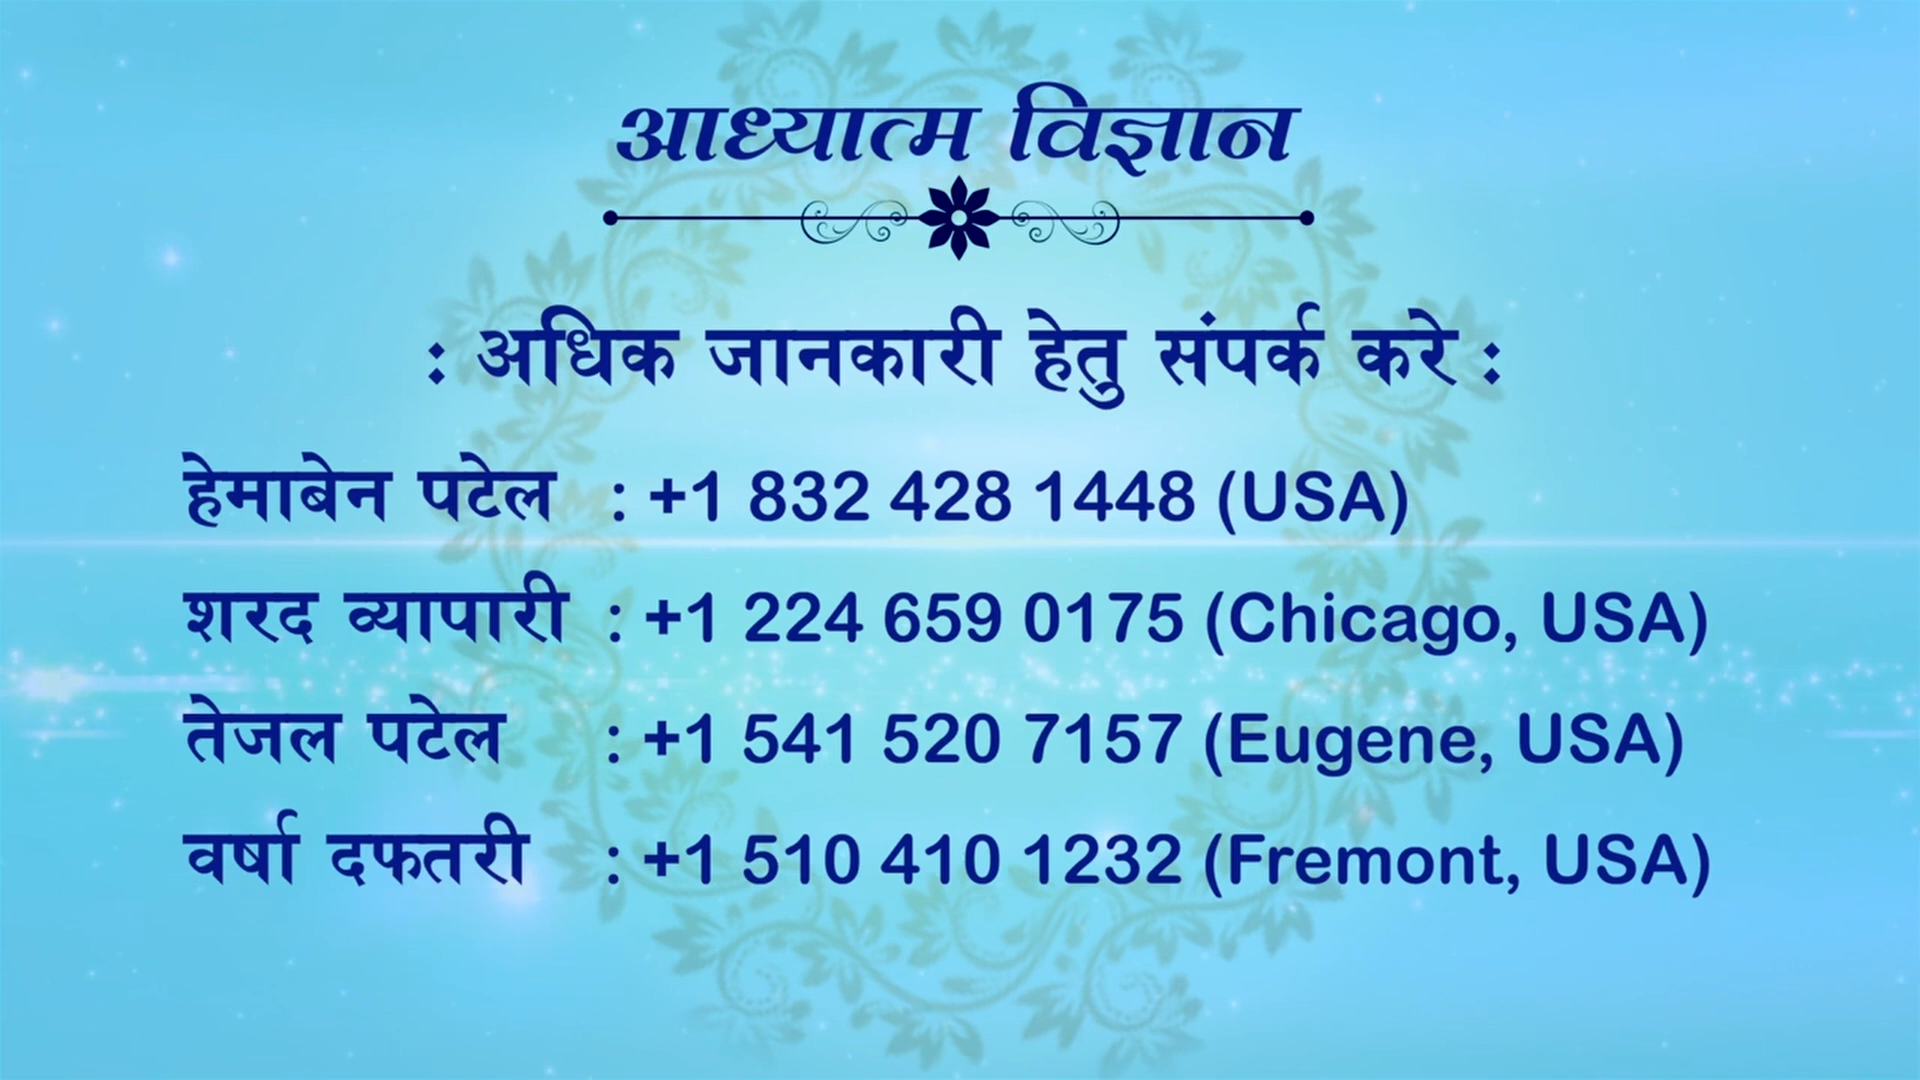 आध्यात्म विज्ञान
: अधिक जानकारी हेतु संपर्क करे :
हेमाबेन पटेल : +1 832 428 1448 (USA)
शरद व्यापारी : +1 224 659 0175 (Chicago, USA)
तेजल पटेल : +1 541 520 7157 (Eugene, USA)
वर्षा दफतरी : +1 510 410 1232 (Fremont, USA)